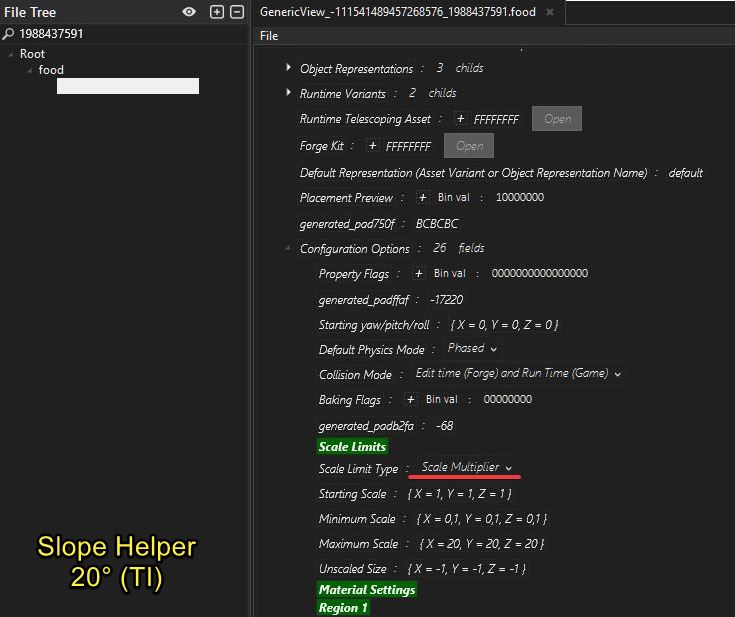 File Tree
1988437591
Root
food
GenericView_-111541489457268576_1988437591.food ×
File
Object Representations : 3 childs
Runtime Variants : 2 childs
Runtime Telescoping Asset : + FFFFFFFF Open
Forge Kit : + FFFFFFFF Open
Default Representation (Asset Variant or Object Representation Name) : default
Placement Preview : + Bin val : 10000000
generated_pad750f : BCBCBC
Configuration Options : 26 fields
Property Flags : + Bin val : 0000000000000000
generated_padffaf : -17220
Starting yaw/pitch/roll : { X = 0, Y = 0, Z = 0 }
Default Physics Mode : Phased
Collision Mode : Edit time (Forge) and Run Time (Game)
Baking Flags : + Bin val : 00000000
generated_padb2fa : -68
Scale Limits
Scale Limit Type : Scale Multiplier
Starting Scale : { X = 1, Y = 1, Z = 1 }
Minimum Scale : { X = 0,1, Y = 0,1, Z = 0,1 }
Maximum Scale : { X = 20, Y = 20, Z = 20 }
Unscaled Size : { X = -1, Y = -1, Z = -1 }
Material Settings
Region 1
Slope Helper
20° (TI)